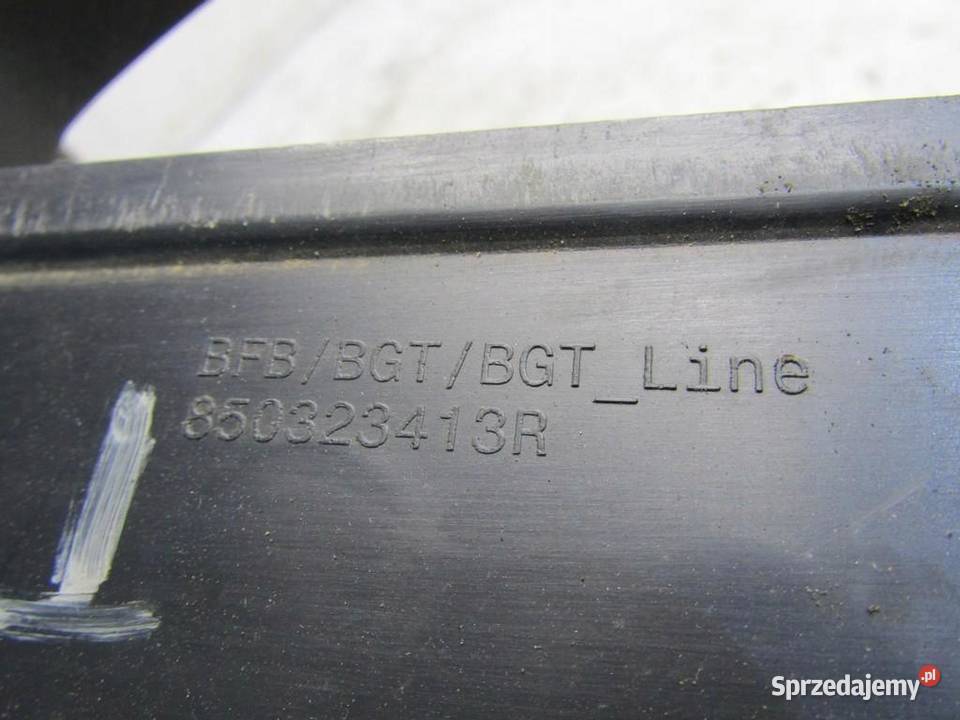 BFB/BGT/BGT_Line
850323413R
Sprzedajemy.pl